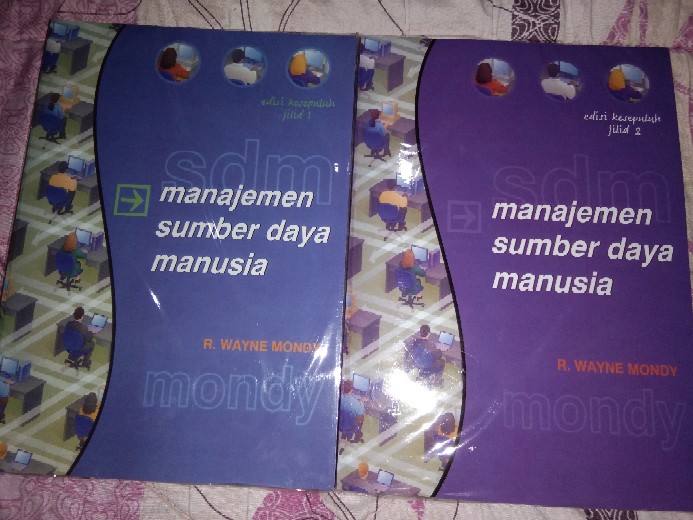 edisi kesepuluh
jilid 1
sdm
manajemen
sumber daya
manusia
R. WAYNE MONDY
mondy
edisi kesepuluh
jilid 2
sdm
manajemen
sumber daya
manusia
R. WAYNE MONDY
mondy